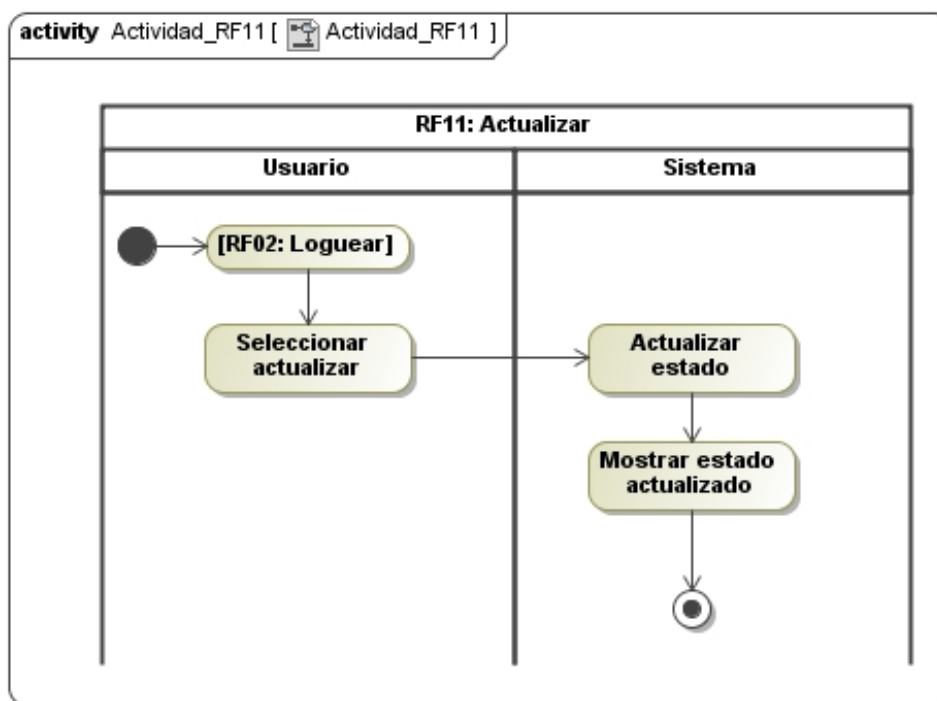 activity Actividad_RF11 [ Actividad_RF11 ]
RF11: Actualizar
Usuario
Sistema
[RF02: Loguear]
Seleccionar
actualizar
Actualizar
estado
Mostrar estado
actualizado